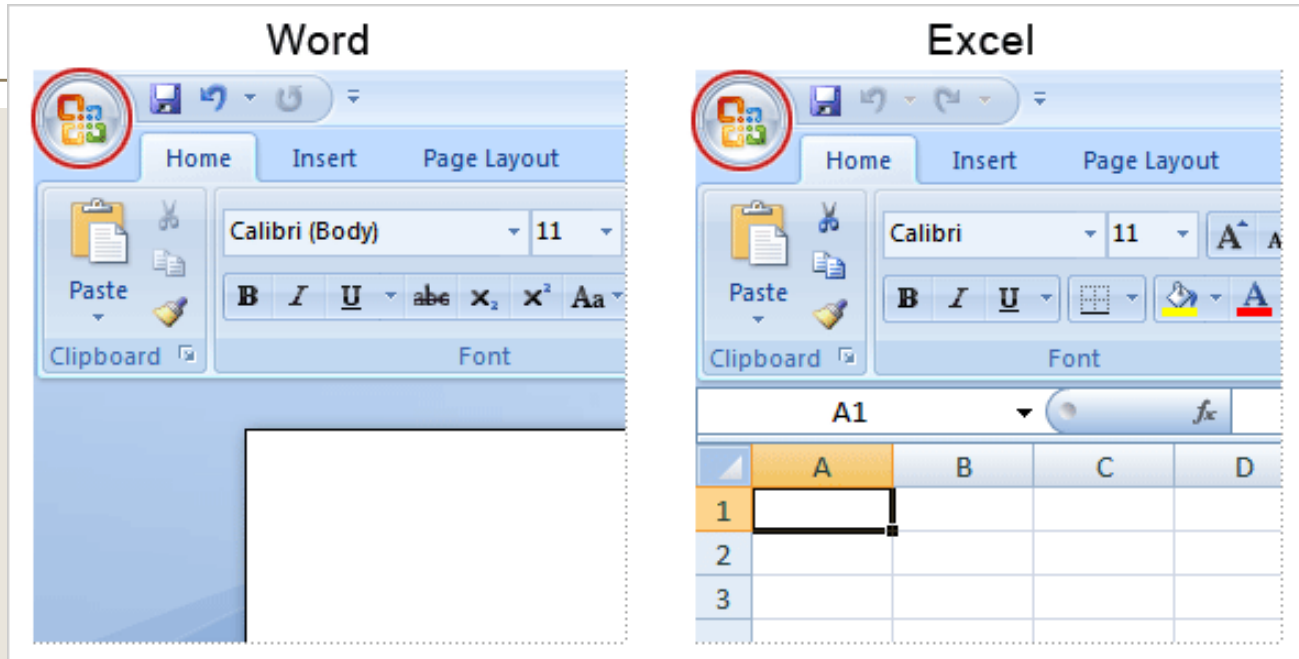 Word
Home Insert Page Layout
Calibri (Body) 11
Paste
B I U abc x₂ x² Aa
Clipboard Font
Excel
Home Insert Page Layout
Calibri 11 A A
Paste
B I U A
Clipboard Font
A1 fx
A B C D
1
2
3